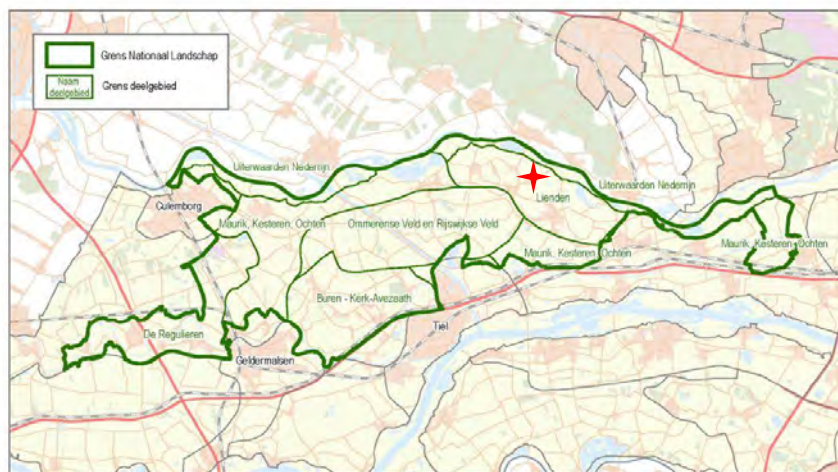 Grens Nationaal Landschap
Naam
deelgebied
Grens deelgebied
Uiterwaarden Nederrijn
Uiterwaarden Nederrijn
Lienden
Culemborg
Maurik, Kesteren, Ochten
Ommerense Veld en Rijswijkse Veld
Maurik, Kesteren, Ochten
Maurik, Kesteren, Ochten
Buren - Kerk-Avezeath
De Regulieren
Tiel
Geldermalsen